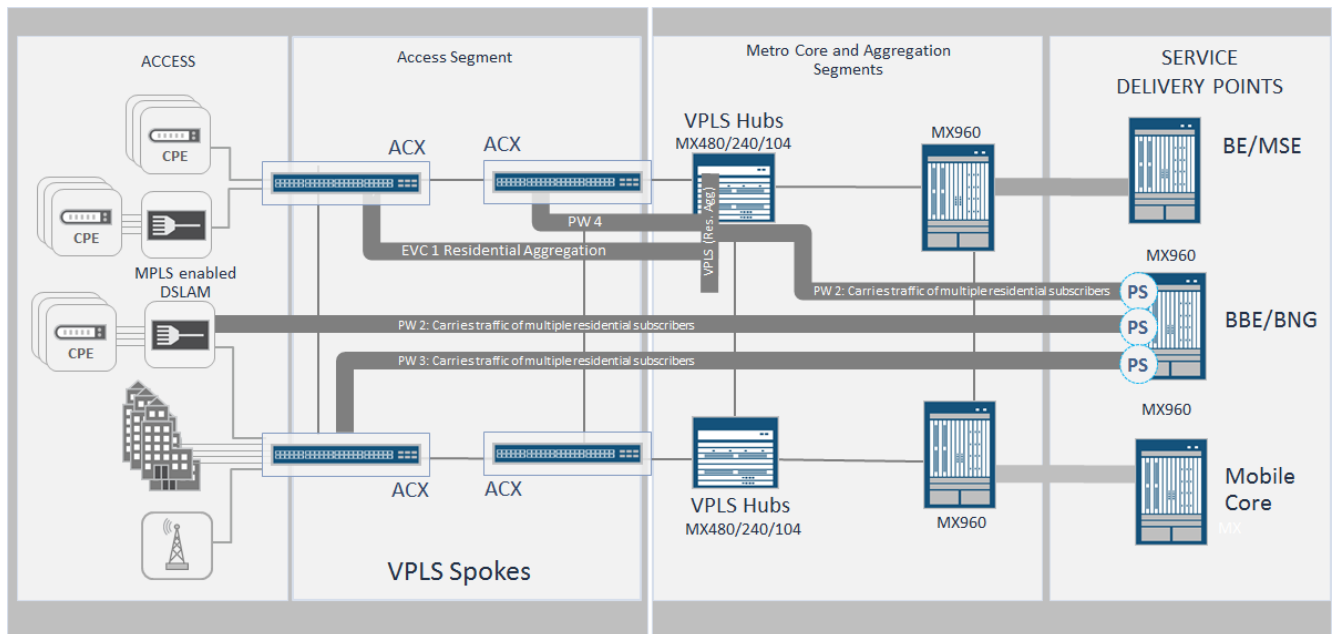 ACCESS
Access Segment
Metro Core and Aggregation
Segments
SERVICE
DELIVERY POINTS
CPE
ACX
ACX
VPLS Hubs
MX480/240/104
MX960
BE/MSE
CPE
MPLS enabled
DSLAM
PW 4
EVC 1 Residential Aggregation
VPLS (Res. Agg)
MX960
PW 2: Carries traffic of multiple residential subscribers
PS
BBE/BNG
CPE
PW 2: Carries traffic of multiple residential subscribers
PS
PW 3: Carries traffic of multiple residential subscribers
PS
MX960
ACX
ACX
VPLS Hubs
MX480/240/104
MX960
Mobile
Core
MX
VPLS Spokes